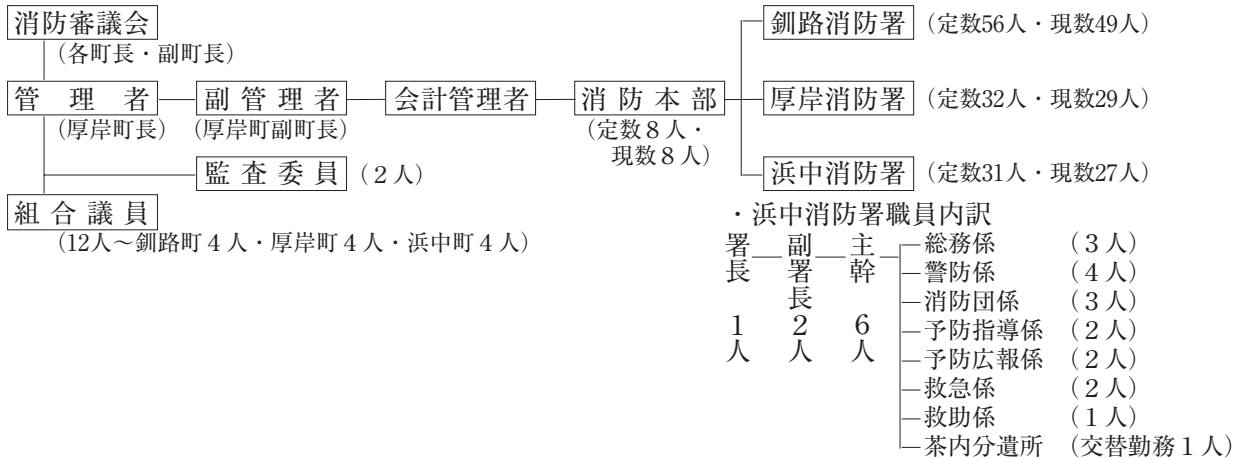 消防審議会
(各町長・副町長)
管理者
(厚岸町長)
副管理者
(厚岸町副町長)
会計管理者
消防本部
(定数8人・
現数8人)
監査委員(2人)
組合議員
(12人～釧路町4人・厚岸町4人・浜中町4人)
釧路消防署(定数56人・現数49人)
厚岸消防署(定数32人・現数29人)
浜中消防署(定数31人・現数27人)
・浜中消防署職員内訳
署長 1人
副署長 2人
主幹 6人
総務係(3人)
警防係(4人)
消防団係(3人)
予防指導係(2人)
予防広報係(2人)
救急係(2人)
救助係(1人)
茶内分遣所(交替勤務1人)